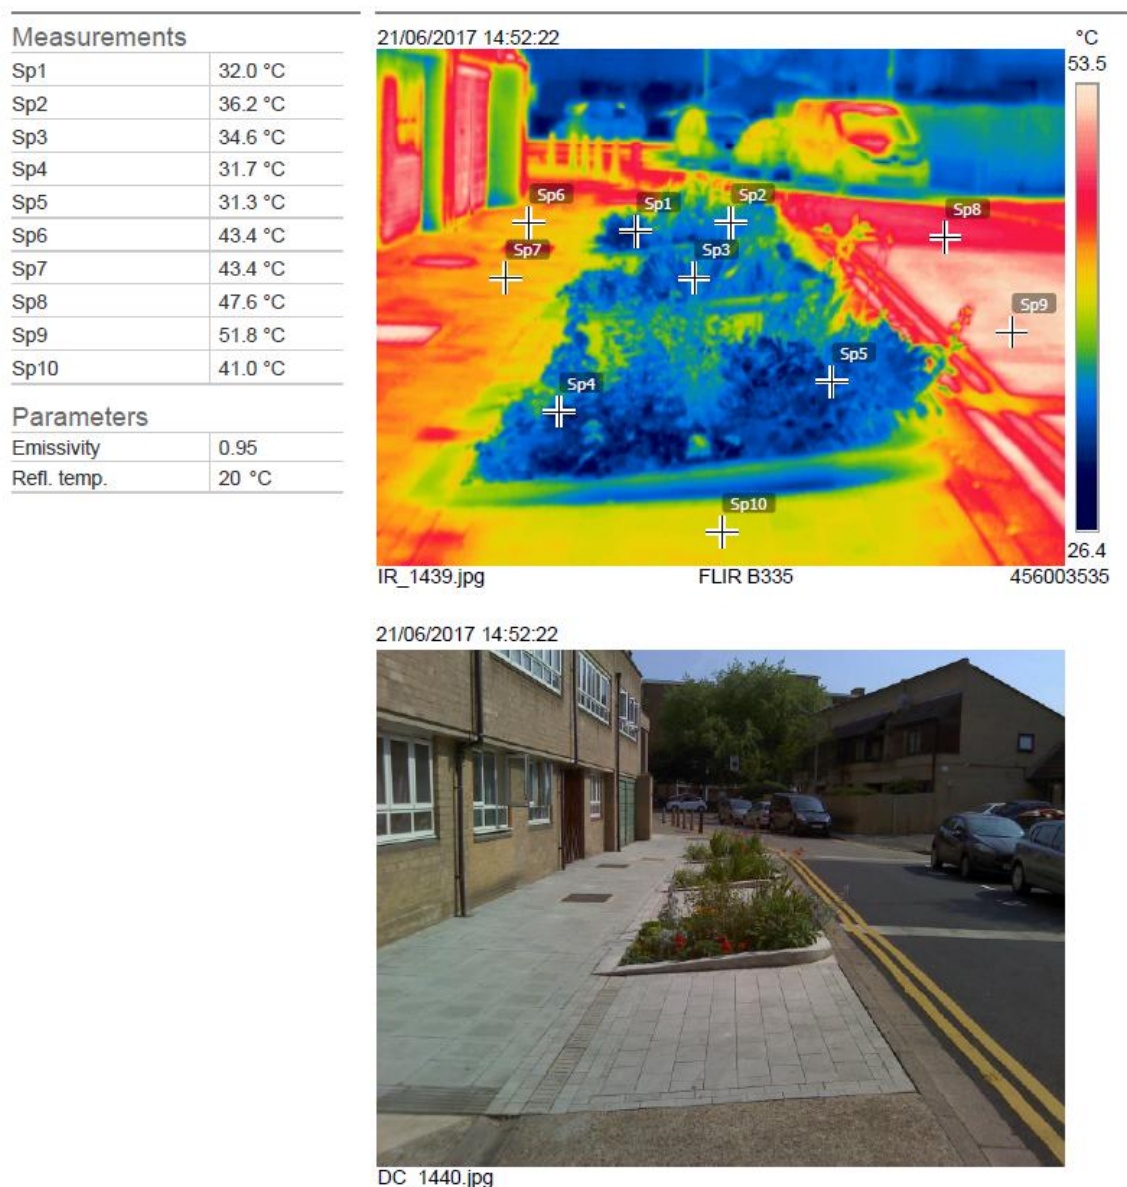 Measurements
Sp1 32.0 °C
Sp2 36.2 °C
Sp3 34.6 °C
Sp4 31.7 °C
Sp5 31.3 °C
Sp6 43.4 °C
Sp7 43.4 °C
Sp8 47.6 °C
Sp9 51.8 °C
Sp10 41.0 °C
Parameters
Emissivity 0.95
Refl. temp. 20 °C
21/06/2017 14:52:22 °C
53.5
Sp6
Sp1
Sp2
Sp8
Sp7
Sp3
Sp9
Sp5
Sp4
Sp10
26.4
IR_1439.jpg FLIR B335 456003535
21/06/2017 14:52:22
DC_1440.jpg